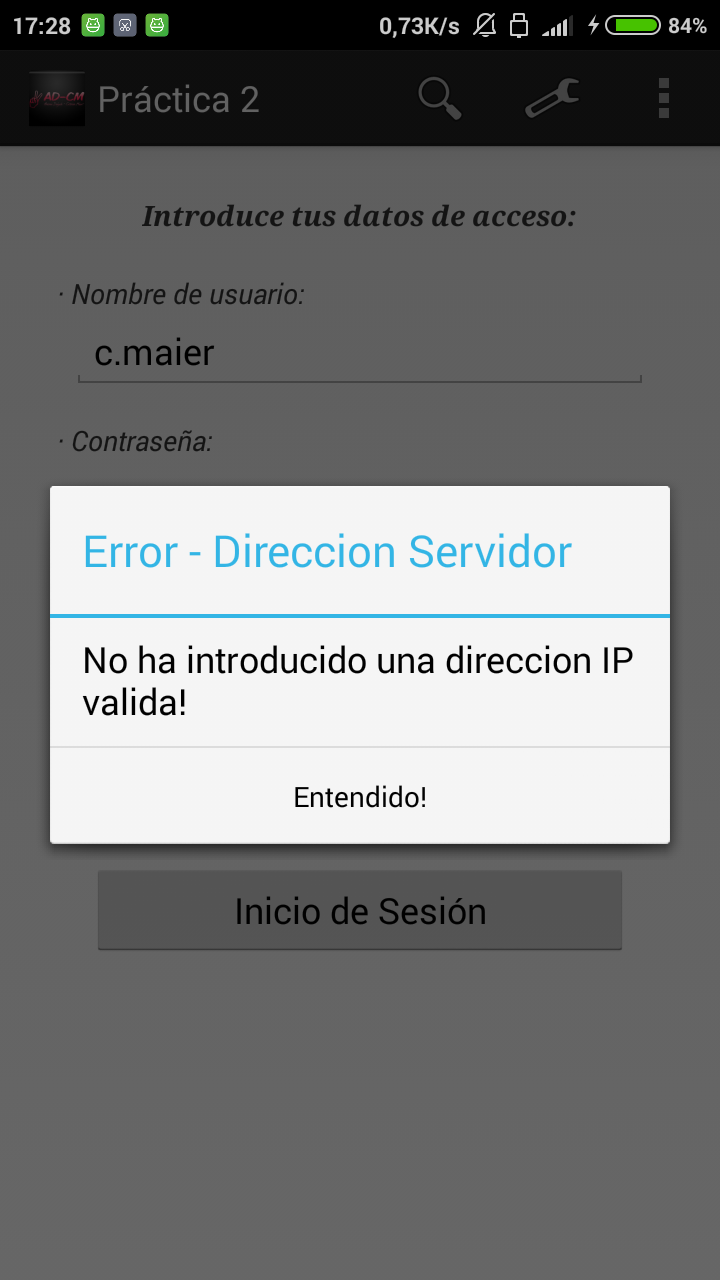 17:28 0,73K/s 84%
AD-CM Práctica 2
Introduce tus datos de acceso:
· Nombre de usuario:
c.maier
· Contraseña:
Error - Direccion Servidor
No ha introducido una direccion IP
valida!
Entendido!
Inicio de Sesión